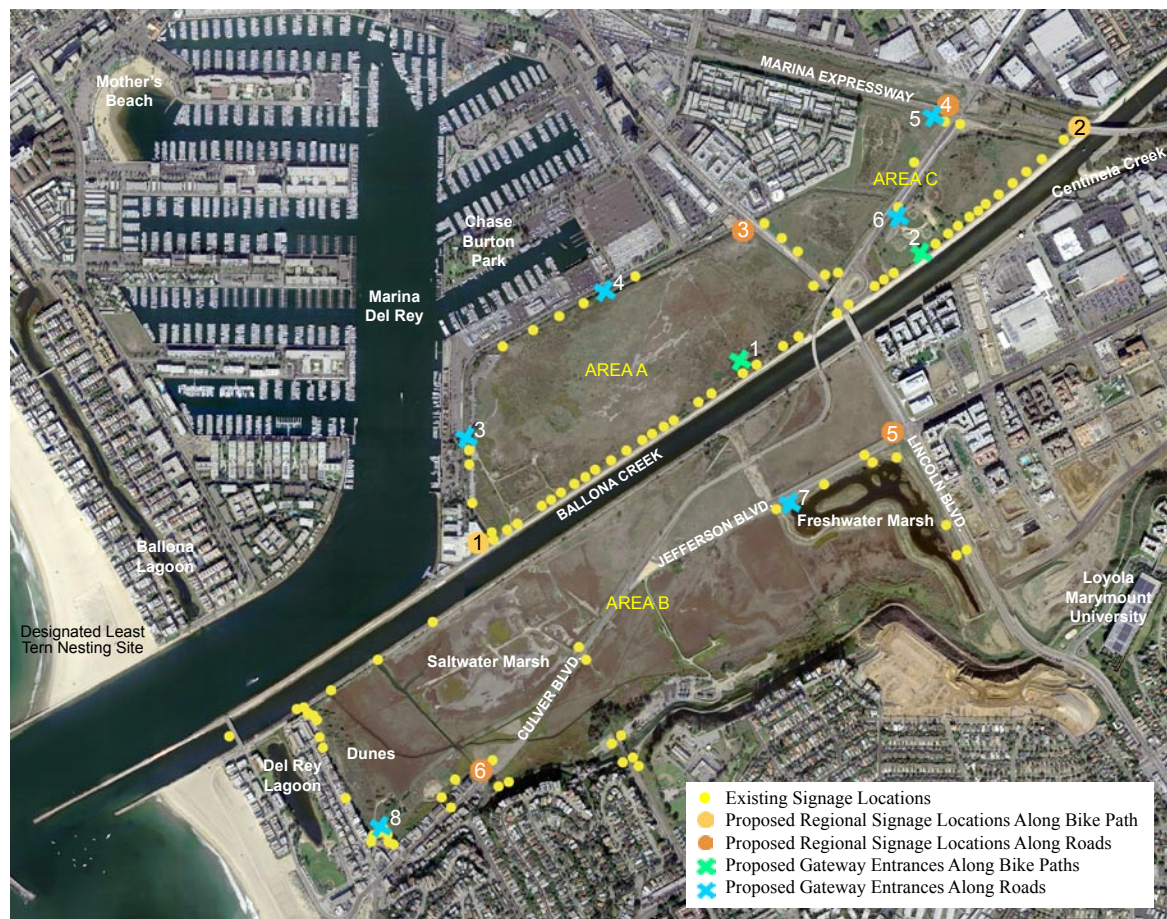 MARINA EXPRESSWAY
Mother's
Beach
5
4
2
Centinela Creek
AREA C
6
2
3
Chase
Burton
Park
4
Marina
Del Rey
1
AREA A
3
5
LINCOLN BLVD.
BALLONA CREEK
7
JEFFERSON BLVD.
Freshwater Marsh
1
Ballona
Lagoon
Loyola
Marymount
University
AREA B
Designated Least
Tern Nesting Site
Saltwater Marsh
CULVER BLVD.
Dunes
Del Rey
Lagoon
6
8
Existing Signage Locations
Proposed Regional Signage Locations Along Bike Path
Proposed Regional Signage Locations Along Roads
Proposed Gateway Entrances Along Bike Paths
Proposed Gateway Entrances Along Roads